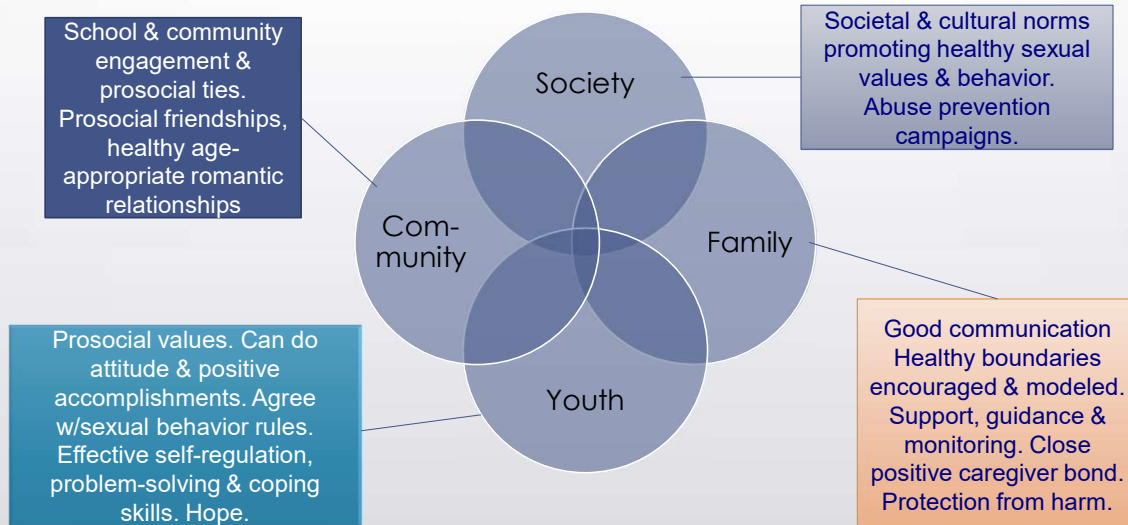 School & community
engagement &
prosocial ties.
Prosocial friendships,
healthy age-
appropriate romantic
relationships
Society
Societal & cultural norms
promoting healthy sexual
values & behavior.
Abuse prevention
campaigns.
Com-
munity
Family
Youth
Prosocial values. Can do
attitude & positive
accomplishments. Agree
w/sexual behavior rules.
Effective self-regulation,
problem-solving & coping
skills. Hope.
Good communication
Healthy boundaries
encouraged & modeled.
Support, guidance &
monitoring. Close
positive caregiver bond.
Protection from harm.